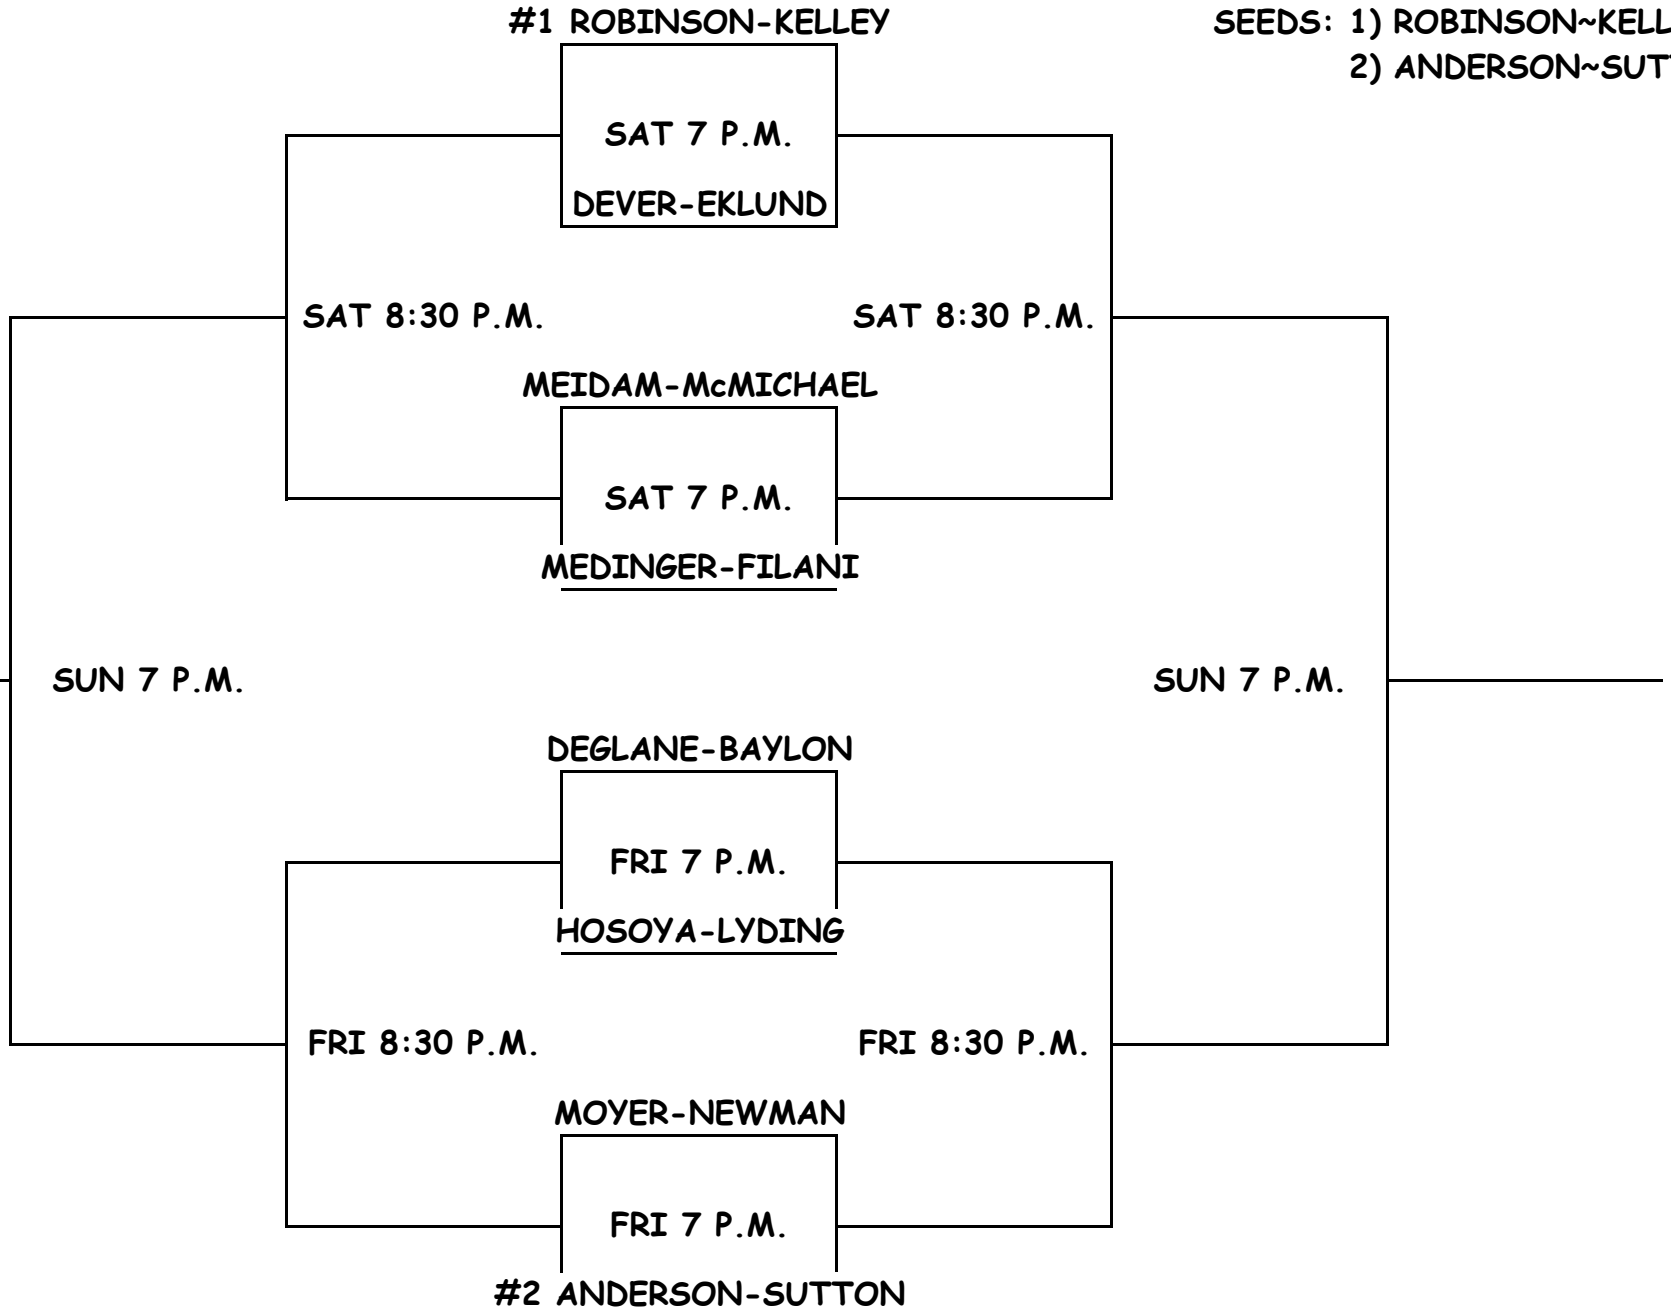 #1 ROBINSON-KELLEY
SEEDS: 1) ROBINSON~KELL
2) ANDERSON~SUT
SAT 7 P.M.
DEVER-EKLUND
SAT 8:30 P.M.
SAT 8:30 P.M.
MEIDAM-McMICHAEL
SAT 7 P.M.
MEDINGER-FILANI
SUN 7 P.M.
SUN 7 P.M.
DEGLANE-BAYLON
FRI 7 P.M.
HOSOYA-LYDING
FRI 8:30 P.M.
FRI 8:30 P.M.
MOYER-NEWMAN
FRI 7 P.M.
#2 ANDERSON-SUTTON